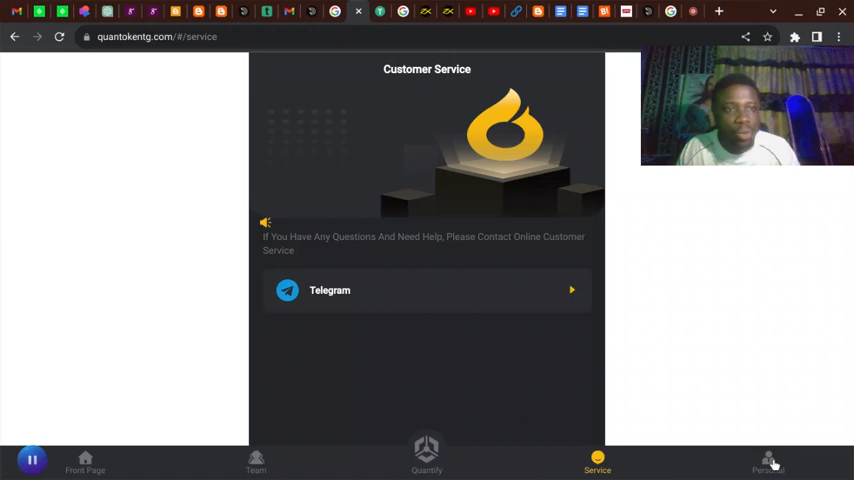 quantokentg.com/#/service
Customer Service
If You Have Any Questions And Need Help, Please Contact Online Customer
Service
Telegram
Front Page
Team
Quantify
Service
Personal